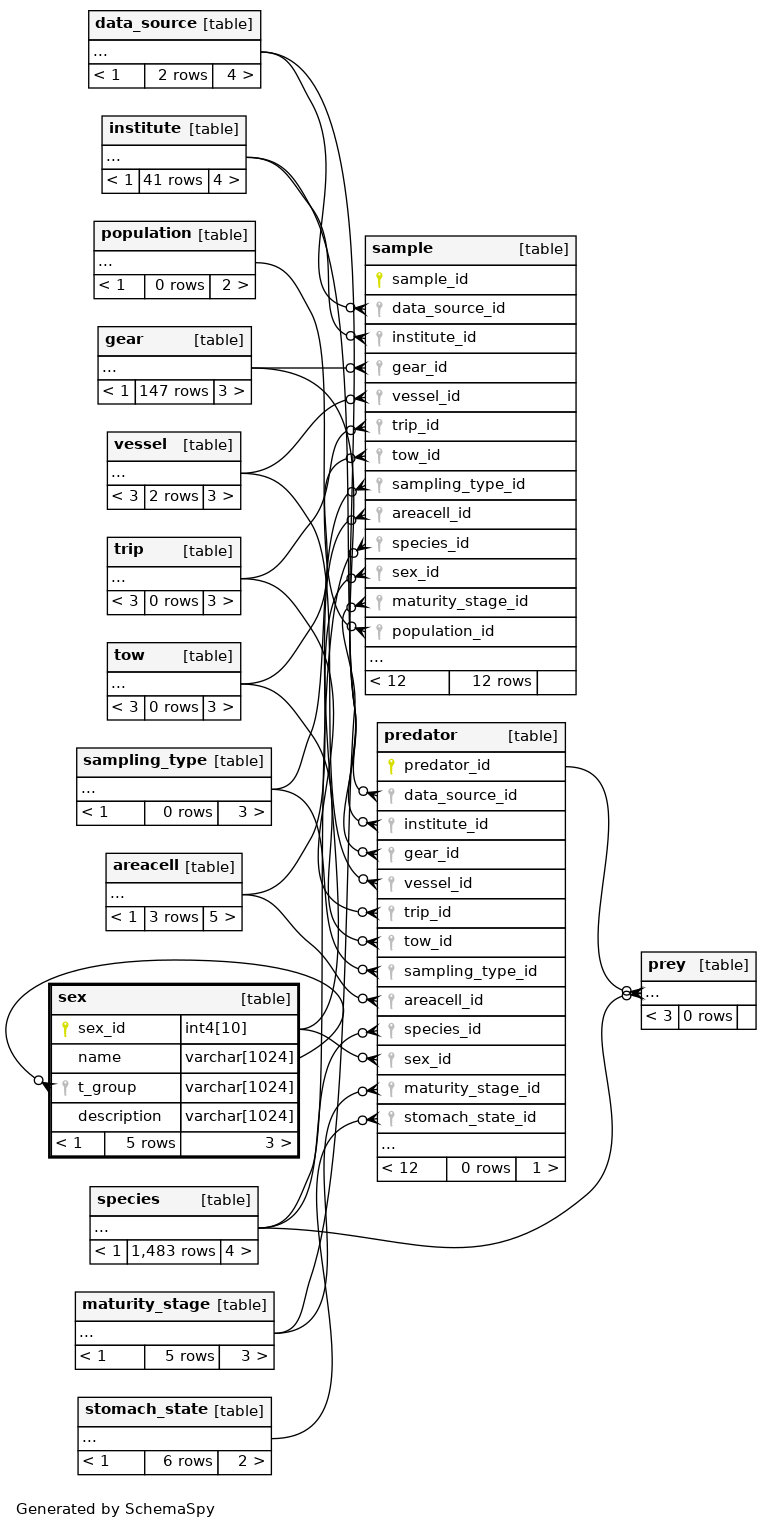 data_source [table]
...
< 1 2 rows 4 >
institute [table]
...
< 1 41 rows 4 >
population [table]
...
< 1 0 rows 2 >
gear [table]
...
< 1 147 rows 3 >
vessel [table]
...
< 3 2 rows 3 >
trip [table]
...
< 3 0 rows 3 >
tow [table]
...
< 3 0 rows 3 >
sampling_type [table]
...
< 1 0 rows 3 >
areacell [table]
...
< 1 3 rows 5 >
sex [table]
sex_id int4[10]
name varchar[1024]
t_group varchar[1024]
description varchar[1024]
< 1 5 rows 3 >
species [table]
...
< 1 1,483 rows 4 >
maturity_stage [table]
...
< 1 5 rows 3 >
stomach_state [table]
...
< 1 6 rows 2 >
sample [table]
sample_id
data_source_id
institute_id
gear_id
vessel_id
trip_id
tow_id
sampling_type_id
areacell_id
species_id
sex_id
maturity_stage_id
population_id
...
< 12 12 rows
predator [table]
predator_id
data_source_id
institute_id
gear_id
vessel_id
trip_id
tow_id
sampling_type_id
areacell_id
species_id
sex_id
maturity_stage_id
stomach_state_id
...
< 12 0 rows 1 >
prey [table]
...
< 3 0 rows
Generated by SchemaSpy